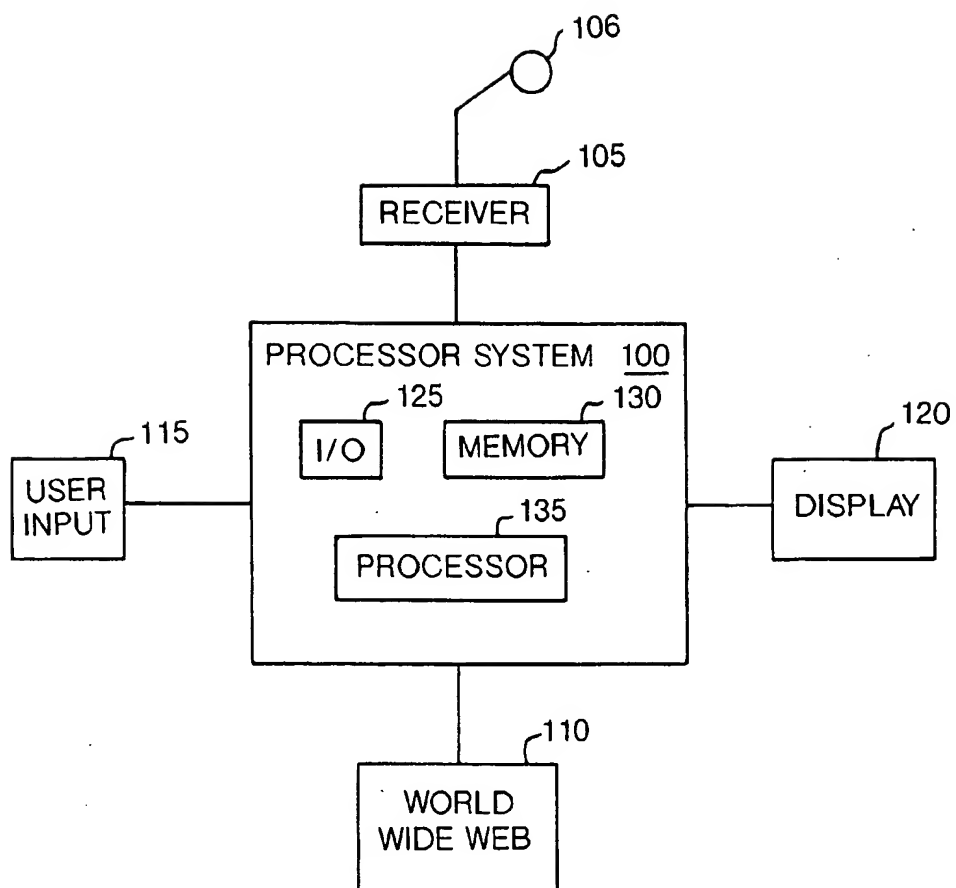 106
105
RECEIVER
PROCESSOR SYSTEM 100
125
130
I/O
MEMORY
115
USER
INPUT
120
DISPLAY
135
PROCESSOR
110
WORLD
WIDE WEB